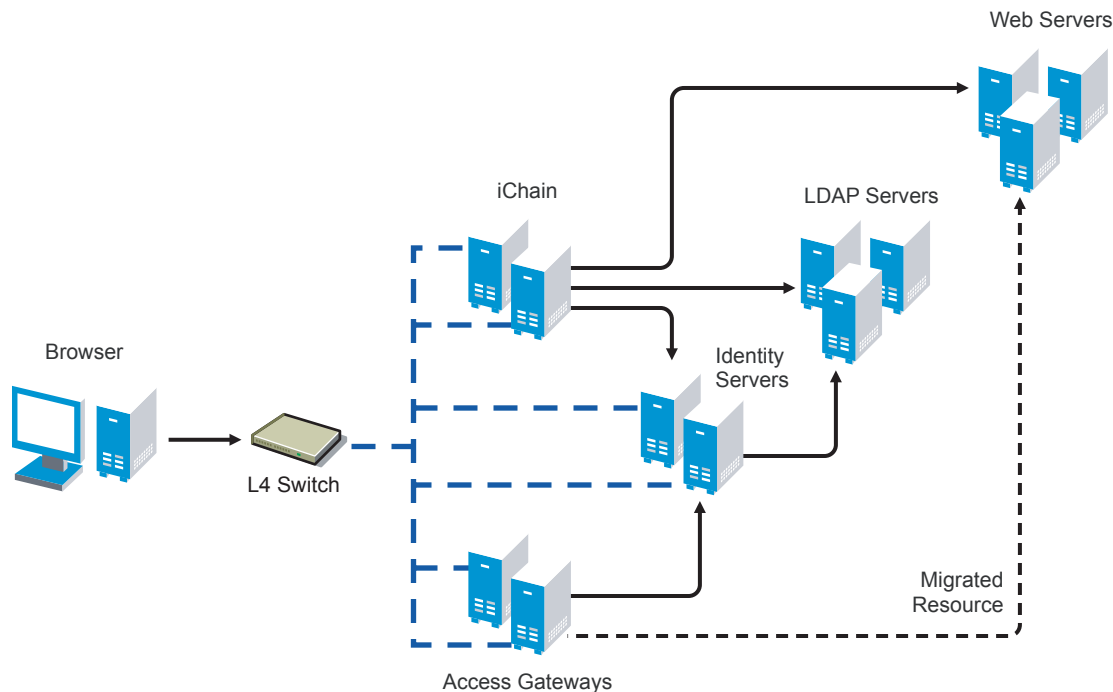 Web Servers
iChain
LDAP Servers
Browser
Identity
Servers
L4 Switch
Migrated
Resource
Access Gateways